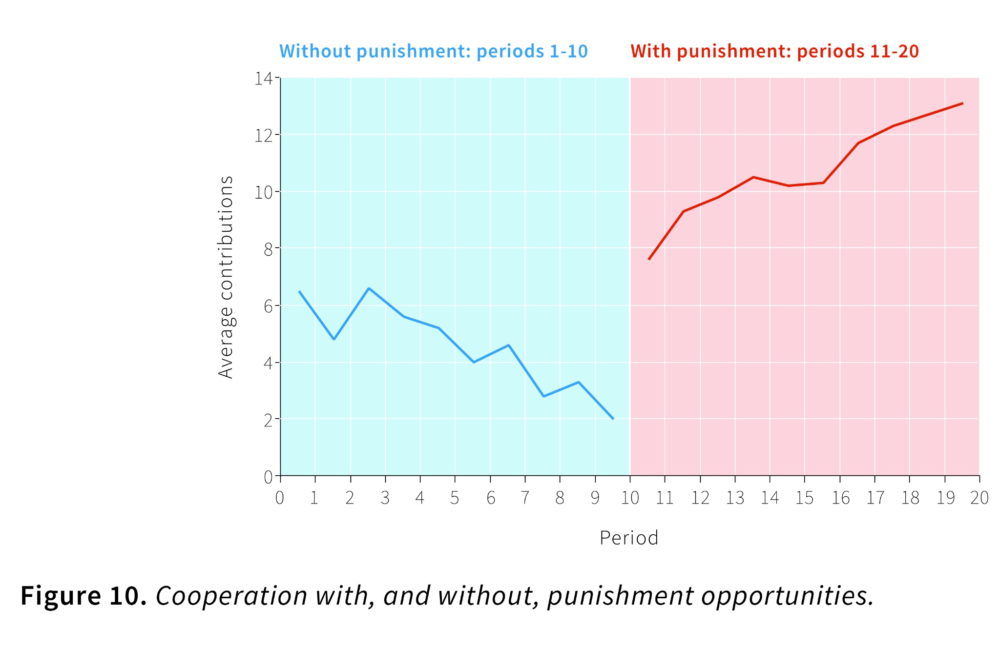 Without punishment: periods 1-10
With punishment: periods 11-20
14
12
10
8
6
4
2
0
Average contributions
0 1 2 3 4 5 6 7 8 9 10 11 12 13 14 15 16 17 18 19 20
Period
Figure 10. Cooperation with, and without, punishment opportunities.